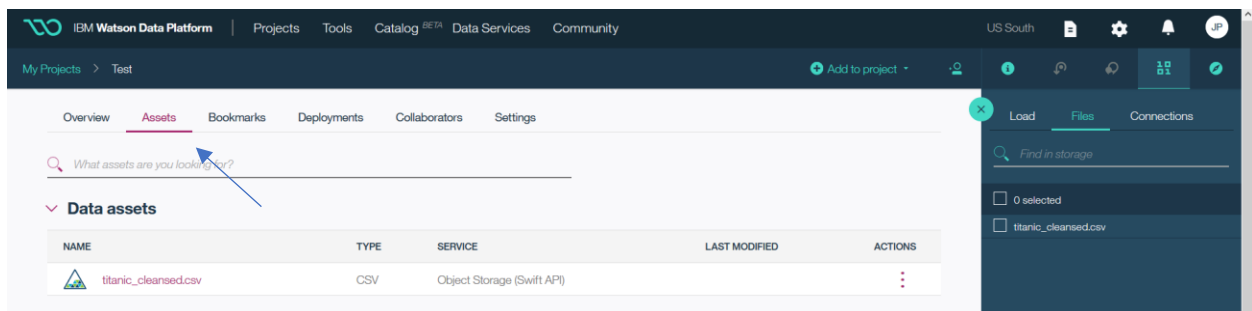 IBM Watson Data Platform | Projects Tools Catalog BETA Data Services Community US South JP
My Projects > Test Add to project
Overview Assets Bookmarks Deployments Collaborators Settings
What assets are you looking for?
Data assets
NAME TYPE SERVICE LAST MODIFIED ACTIONS
titanic_cleansed.csv CSV Object Storage (Swift API)
Load Files Connections
Find in storage
0 selected
titanic_cleansed.csv